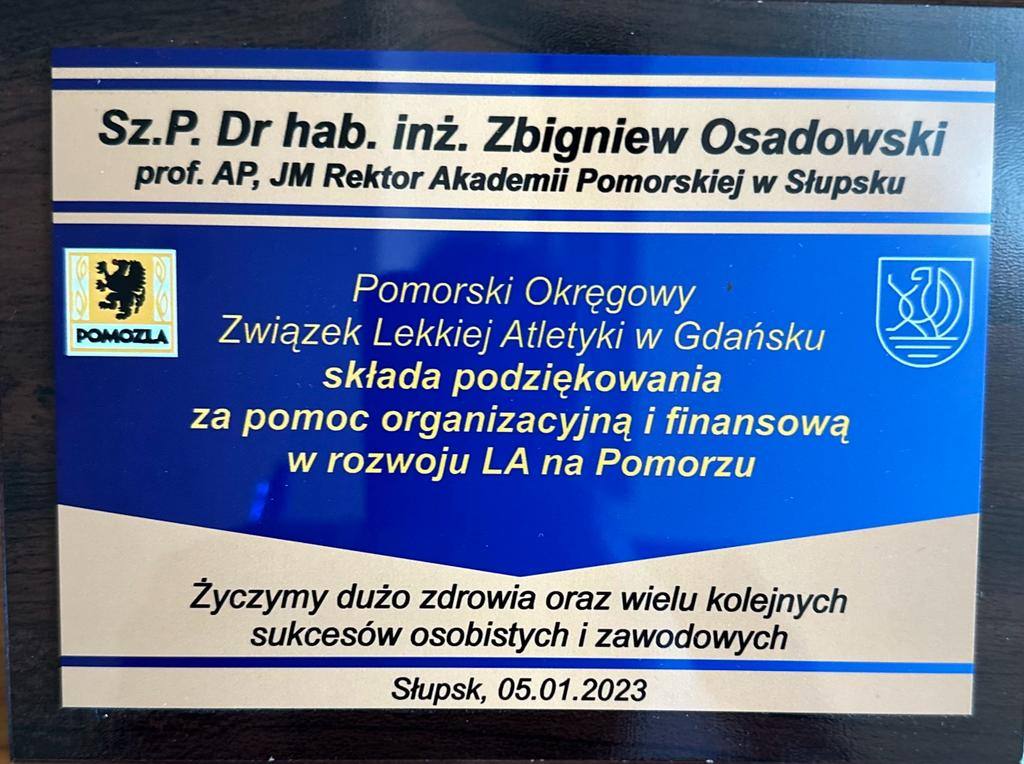 Sz.P. Dr hab. inż. Zbigniew Osadowski
prof. AP, JM Rektor Akademii Pomorskiej w Słupsku
POMOZLA
Pomorski Okręgowy
Związek Lekkiej Atletyki w Gdańsku
składa podziękowania
za pomoc organizacyjną i finansową
w rozwoju LA na Pomorzu
Życzymy dużo zdrowia oraz wielu kolejnych
sukcesów osobistych i zawodowych
Słupsk, 05.01.2023